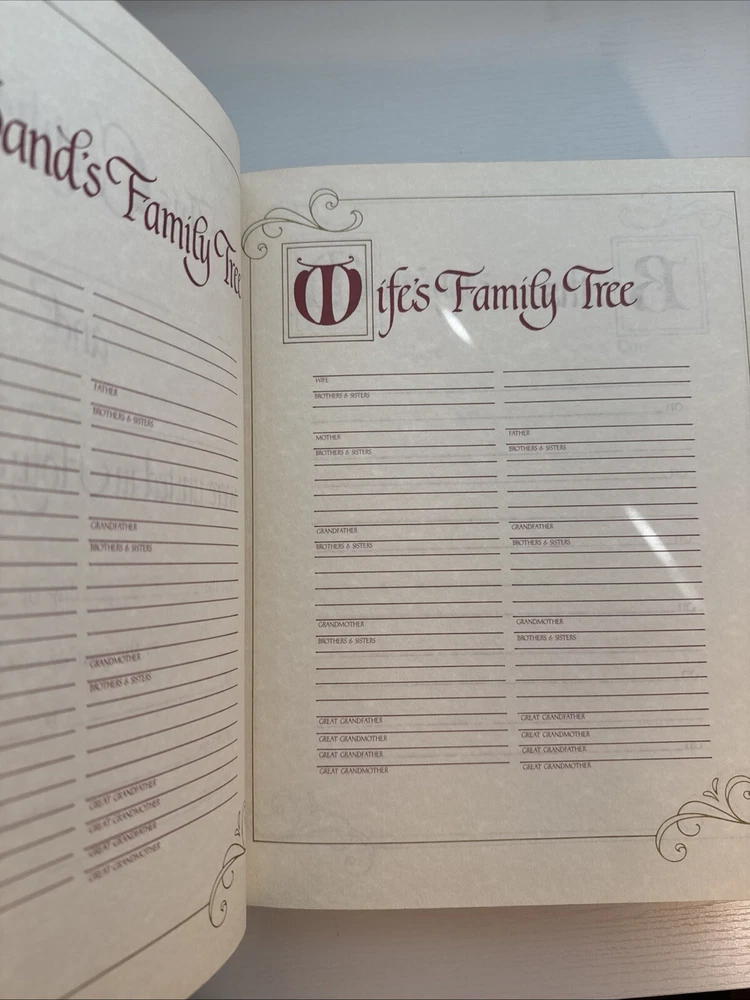 and's Family Tree
FATHER
BROTHERS & SISTERS
GRANDFATHER
BROTHERS & SISTERS
GRANDMOTHER
BROTHERS & SISTERS
GREAT GRANDFATHER
GREAT GRANDMOTHER
GREAT GRANDFATHER
GREAT GRANDMOTHER
Wife's Family Tree
WIFE
BROTHERS & SISTERS
MOTHER FATHER
BROTHERS & SISTERS BROTHERS & SISTERS
GRANDFATHER GRANDFATHER
BROTHERS & SISTERS BROTHERS & SISTERS
GRANDMOTHER GRANDMOTHER
BROTHERS & SISTERS BROTHERS & SISTERS
GREAT GRANDFATHER GREAT GRANDFATHER
GREAT GRANDMOTHER GREAT GRANDMOTHER
GREAT GRANDFATHER GREAT GRANDFATHER
GREAT GRANDMOTHER GREAT GRANDMOTHER